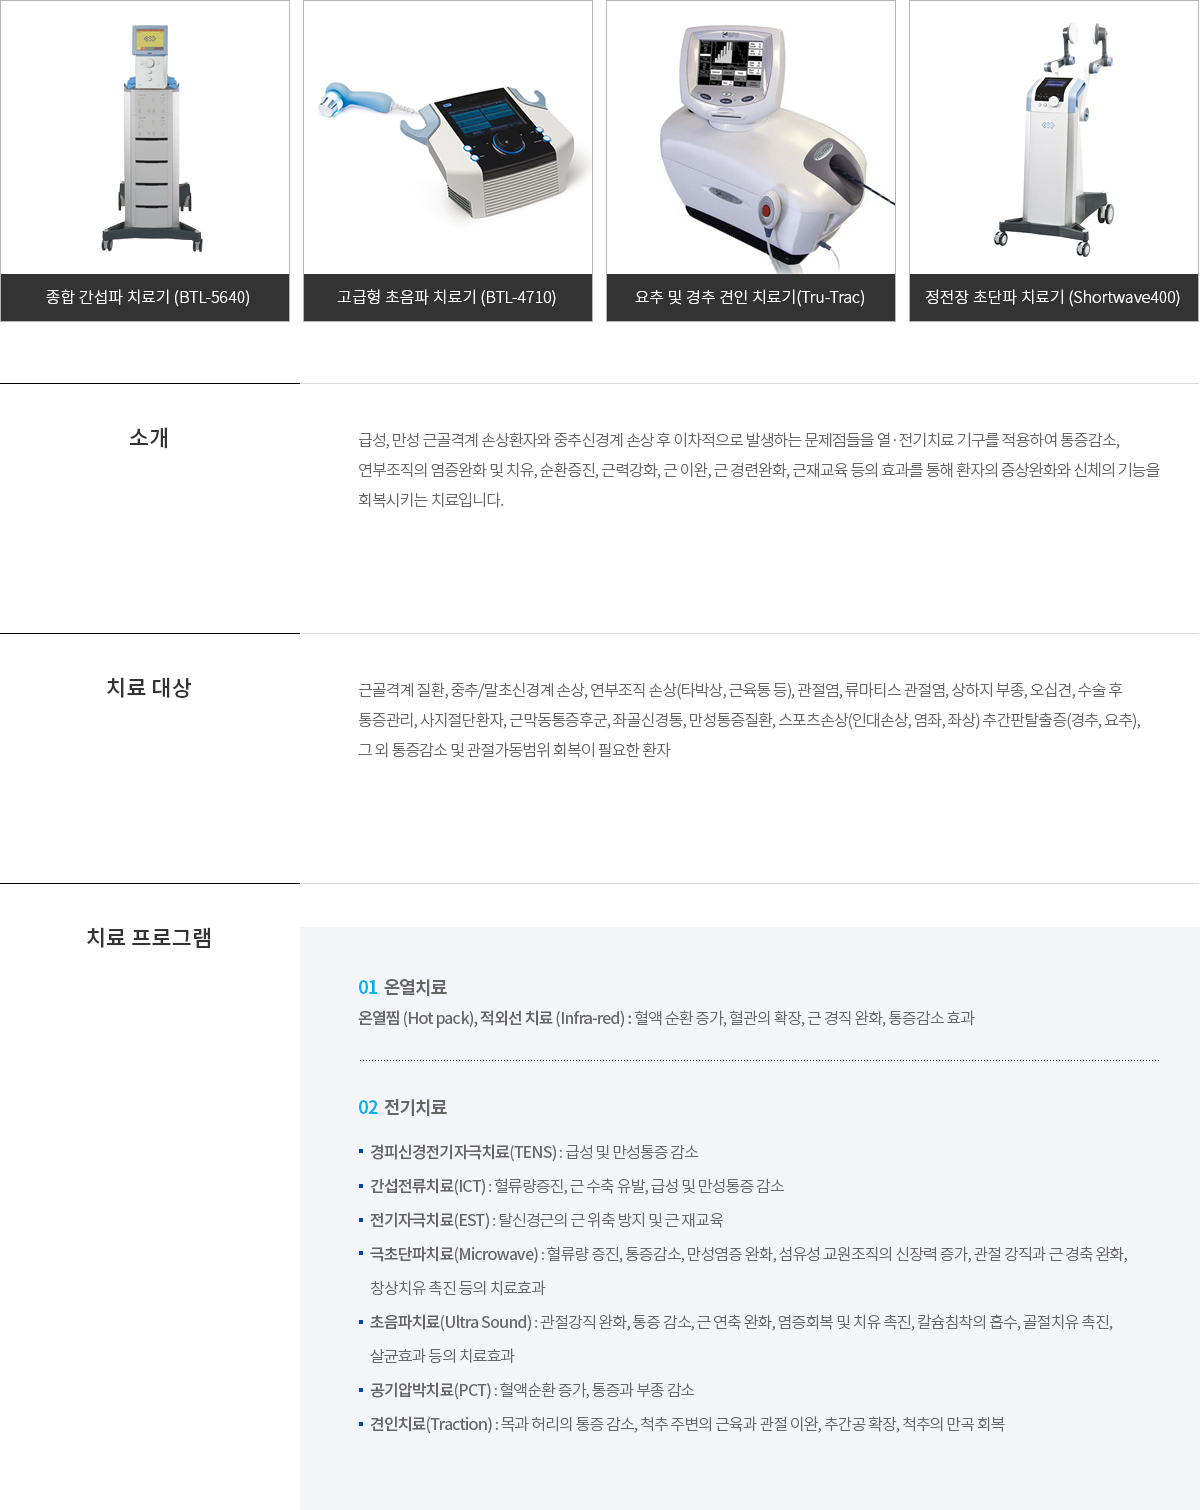 종합 간섭파 치료기 (BTL-5640)
고급형 초음파 치료기 (BTL-4710)
요추 및 경추 견인 치료기(Tru-Trac)
정전장 초단파 치료기 (Shortwave400)
소개
급성, 만성 근골격계 손상환자와 중추신경계 손상 후 이차적으로 발생하는 문제점들을 열·전기치료 기구를 적용하여 통증감소,
연부조직의 염증완화 및 치유, 순환증진, 근력강화, 근 이완, 근 경련완화, 근재교육 등의 효과를 통해 환자의 증상완화와 신체의 기능을
회복시키는 치료입니다.
치료 대상
근골격계 질환, 중추/말초신경계 손상, 연부조직 손상(타박상, 근육통 등), 관절염, 류마티스 관절염, 상하지 부종, 오십견, 수술 후
통증관리, 사지절단환자, 근막동통증후군, 좌골신경통, 만성통증질환, 스포츠손상(인대손상, 염좌, 좌상) 추간판탈출증(경추, 요추),
그 외 통증감소 및 관절가동범위 회복이 필요한 환자
치료 프로그램
01 온열치료
온열찜 (Hot pack), 적외선 치료 (Infra-red) : 혈액 순환 증가, 혈관의 확장, 근 경직 완화, 통증감소 효과
02 전기치료
경피신경전기자극치료(TENS) : 급성 및 만성통증 감소
간섭전류치료(ICT) : 혈류량증진, 근 수축 유발, 급성 및 만성통증 감소
전기자극치료(EST) : 탈신경근의 근 위축 방지 및 근 재교육
극초단파치료(Microwave) : 혈류량 증진, 통증감소, 만성염증 완화, 섬유성 교원조직의 신장력 증가, 관절 강직과 근 경축 완화,
창상치유 촉진 등의 치료효과
초음파치료(Ultra Sound) : 관절강직 완화, 통증 감소, 근 연축 완화, 염증회복 및 치유 촉진, 칼슘침착의 흡수, 골절치유 촉진,
살균효과 등의 치료효과
공기압박치료(PCT) : 혈액순환 증가, 통증과 부종 감소
견인치료(Traction) : 목과 허리의 통증 감소, 척추 주변의 근육과 관절 이완, 추간공 확장, 척추의 만곡 회복